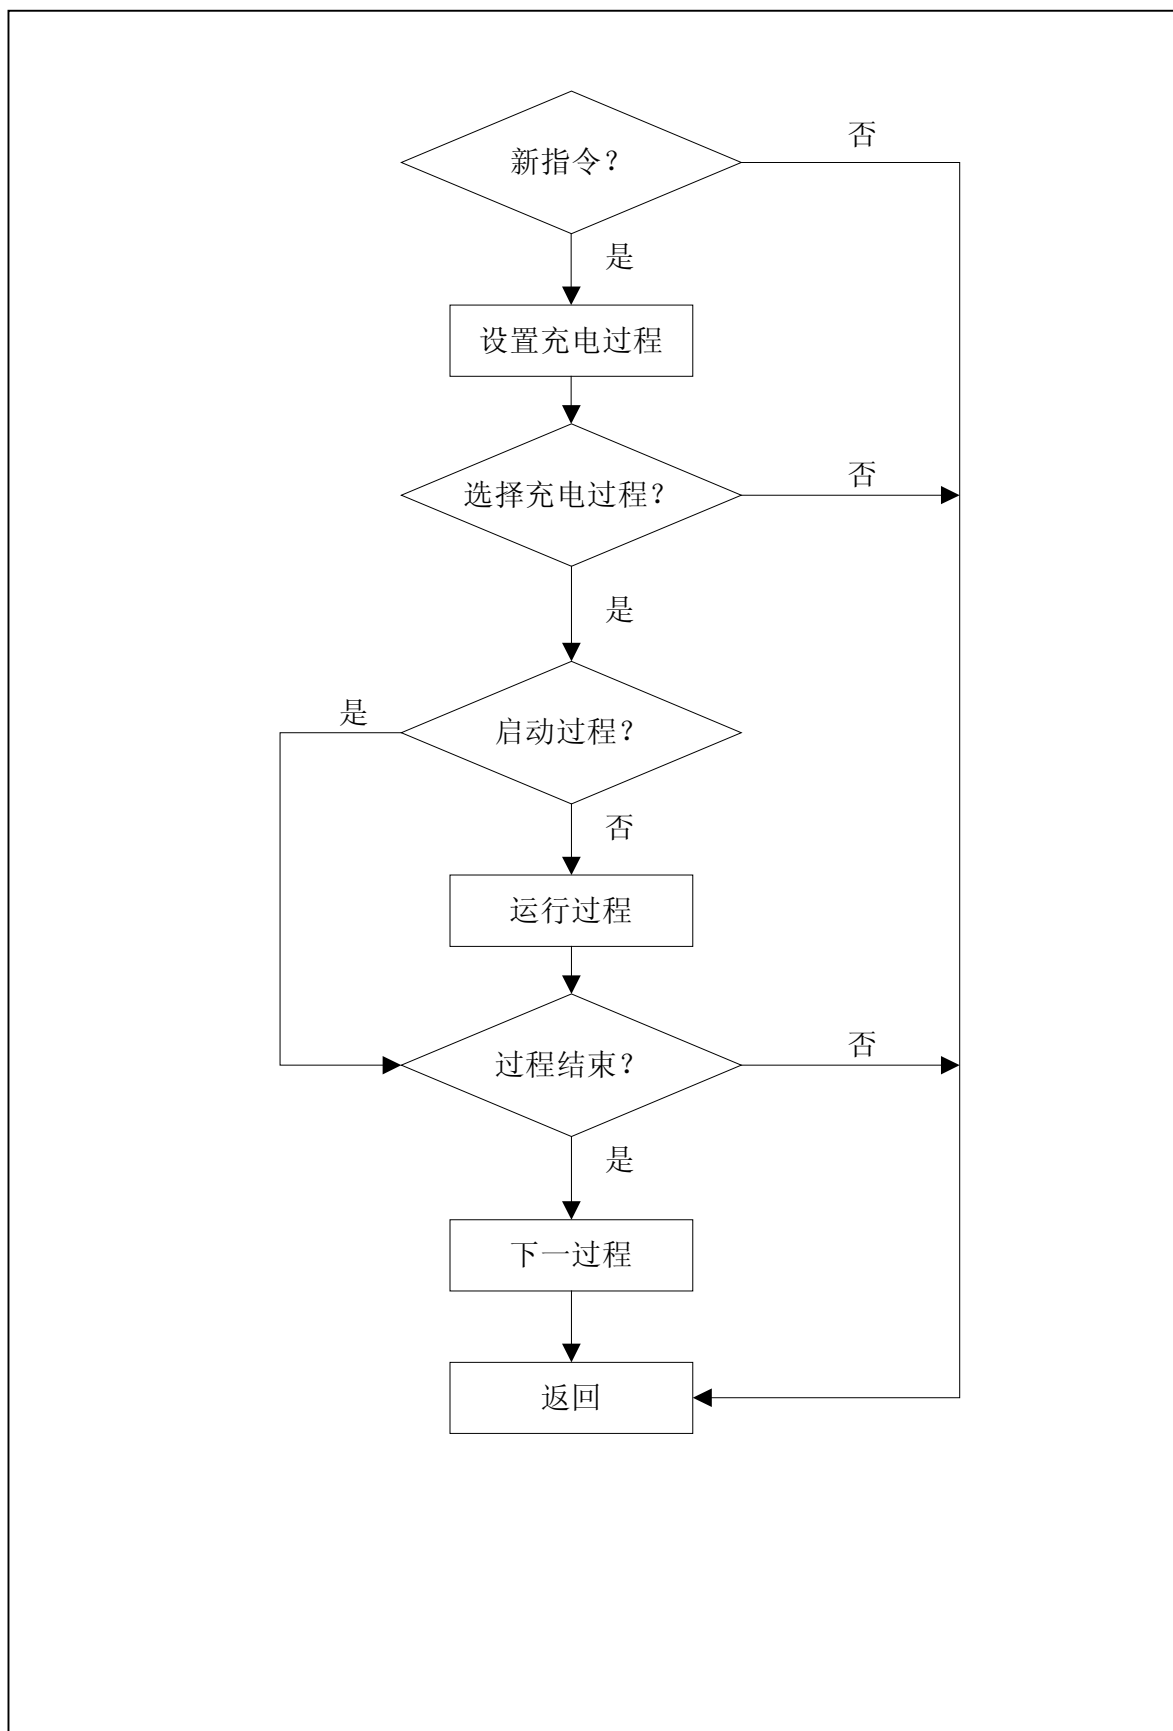 新指令？
否
是
设置充电过程
选择充电过程？
否
是
启动过程？
是
否
运行过程
过程结束？
否
是
下一过程
返回